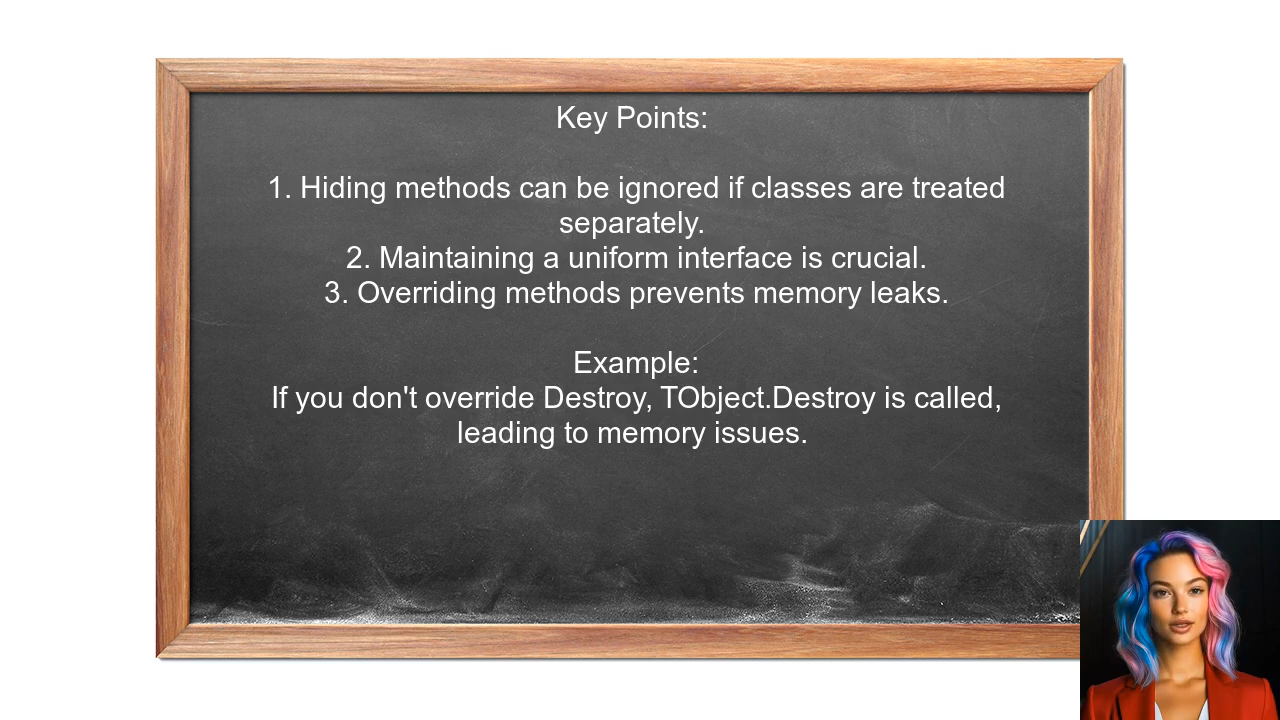 Key Points:
1. Hiding methods can be ignored if classes are treated
separately.
2. Maintaining a uniform interface is crucial.
3. Overriding methods prevents memory leaks.
Example:
If you don't override Destroy, TObject.Destroy is called,
leading to memory issues.